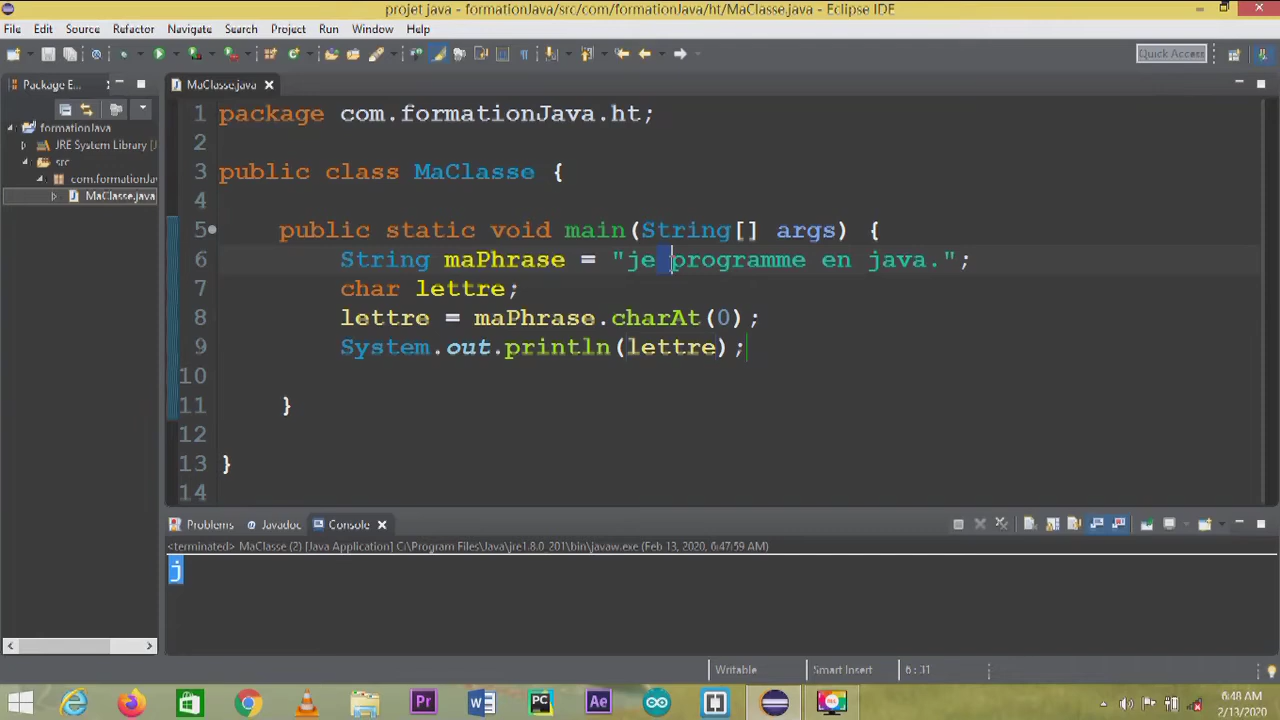 projet java - formationJava/src/com/formationJava/ht/MaClasse.java - Eclipse IDE
File Edit Source Refactor Navigate Search Project Run Window Help
Quick Access
Package E...
MaClasse.java
formationJava
JRE System Library [
src
com.formationJav
MaClasse.java
1 package com.formationJava.ht;
2
3 public class MaClasse {
4
5 public static void main(String[] args) {
6 String maPhrase = "je programme en java.";
7 char lettre;
8 lettre = maPhrase.charAt(0);
9 System.out.println(lettre);
10
11 }
12
13 }
14
Problems Javadoc Console
<terminated> MaClasse (2) [Java Application] C:\Program Files\Java\jre1.8.0_201\bin\javaw.exe (Feb 13, 2020, 6:47:59 AM)
j
Writable Smart Insert 6:31
Pr W PC Ae
6:48 AM
2/13/2020